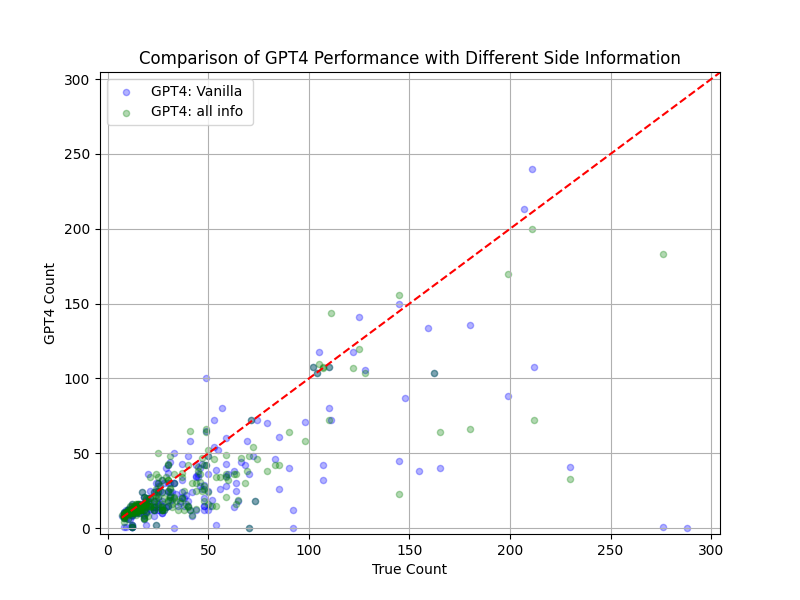 Comparison of GPT4 Performance with Different Side Information
GPT4: Vanilla
GPT4: all info
300
250
200
150
100
50
0
GPT4 Count
0 50 100 150 200 250 300
True Count